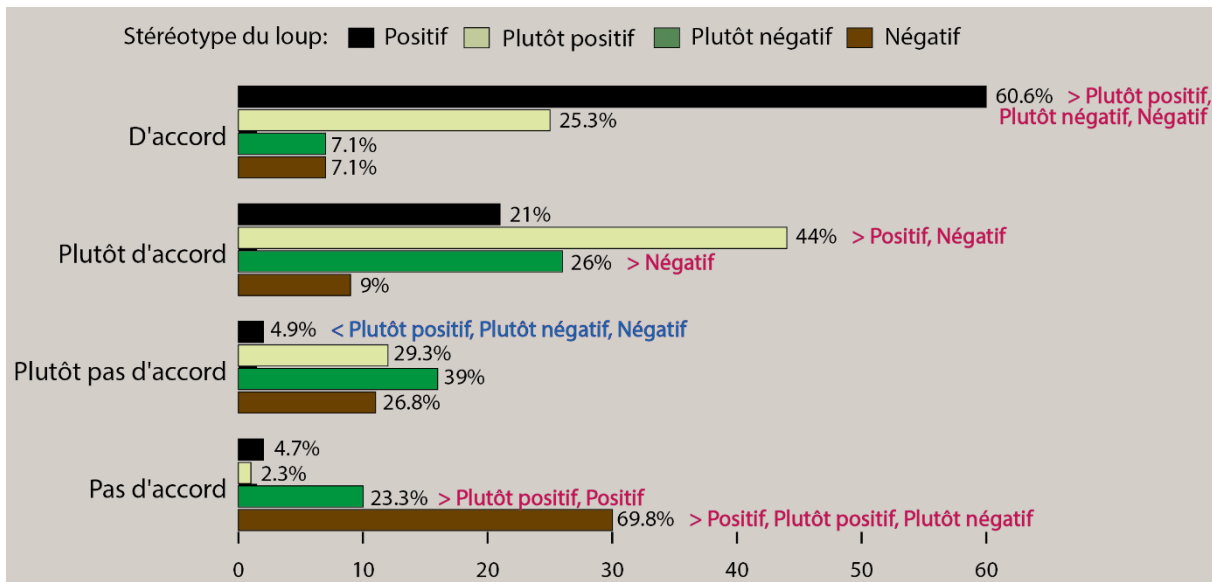 Stéréotype du loup: Positif Plutôt positif Plutôt négatif Négatif
60.6% > Plutôt positif,
Plutôt négatif, Négatif
25.3%
D'accord
7.1%
7.1%
21%
44% > Positif, Négatif
Plutôt d'accord
26% > Négatif
9%
4.9% < Plutôt positif, Plutôt négatif, Négatif
29.3%
Plutôt pas d'accord
39%
26.8%
4.7%
2.3%
Pas d'accord
23.3% > Plutôt positif, Positif
69.8% > Positif, Plutôt positif, Plutôt négatif
0 10 20 30 40 50 60